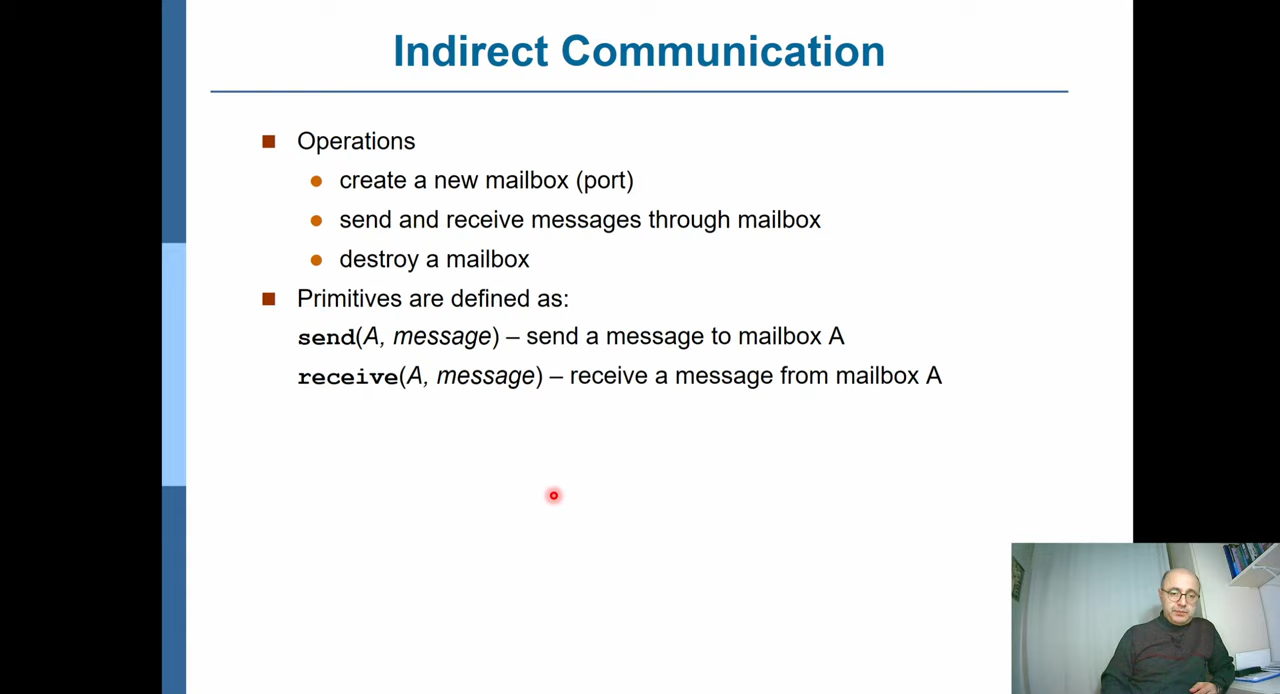 Indirect Communication
Operations
create a new mailbox (port)
send and receive messages through mailbox
destroy a mailbox
Primitives are defined as:
send(A, message) – send a message to mailbox A
receive(A, message) – receive a message from mailbox A